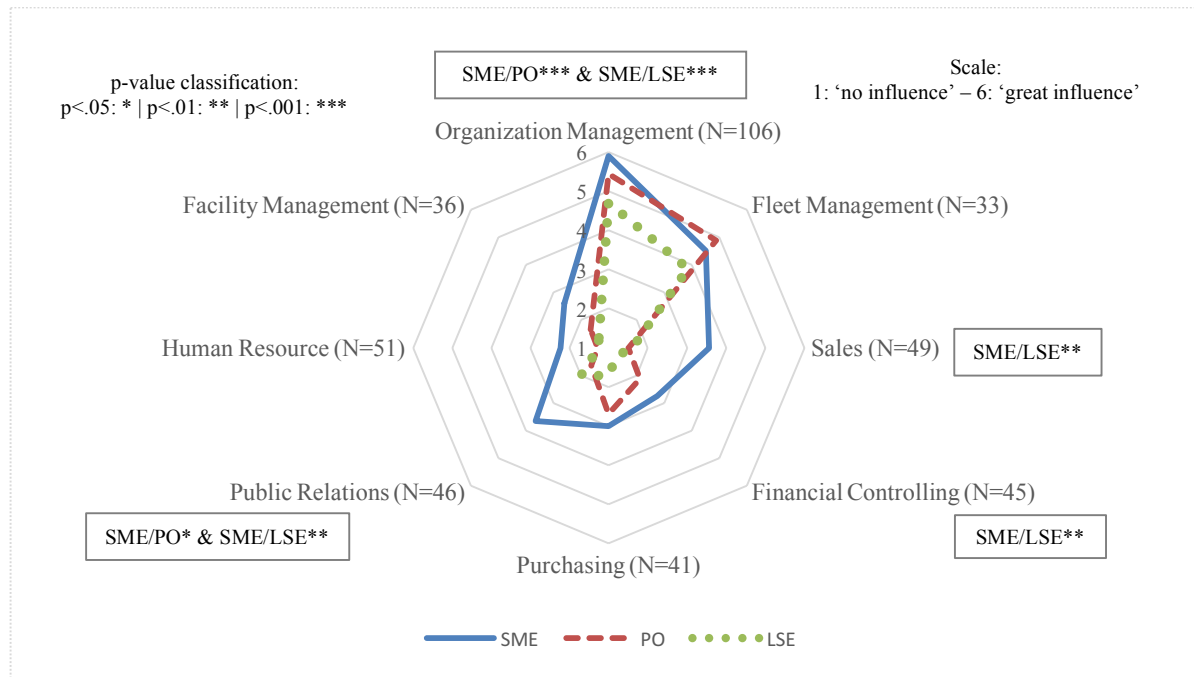 SME/PO*** & SME/LSE***
p-value classification:
p<.05: * | p<.01: ** | p<.001: ***
Scale:
1: ‘no influence’ – 6: ‘great influence’
Organization Management (N=106)
6
5
4
3
2
1
Facility Management (N=36)
Fleet Management (N=33)
Human Resource (N=51)
Sales (N=49)
SME/LSE**
Public Relations (N=46)
Financial Controlling (N=45)
SME/PO* & SME/LSE**
SME/LSE**
Purchasing (N=41)
SME
PO
LSE